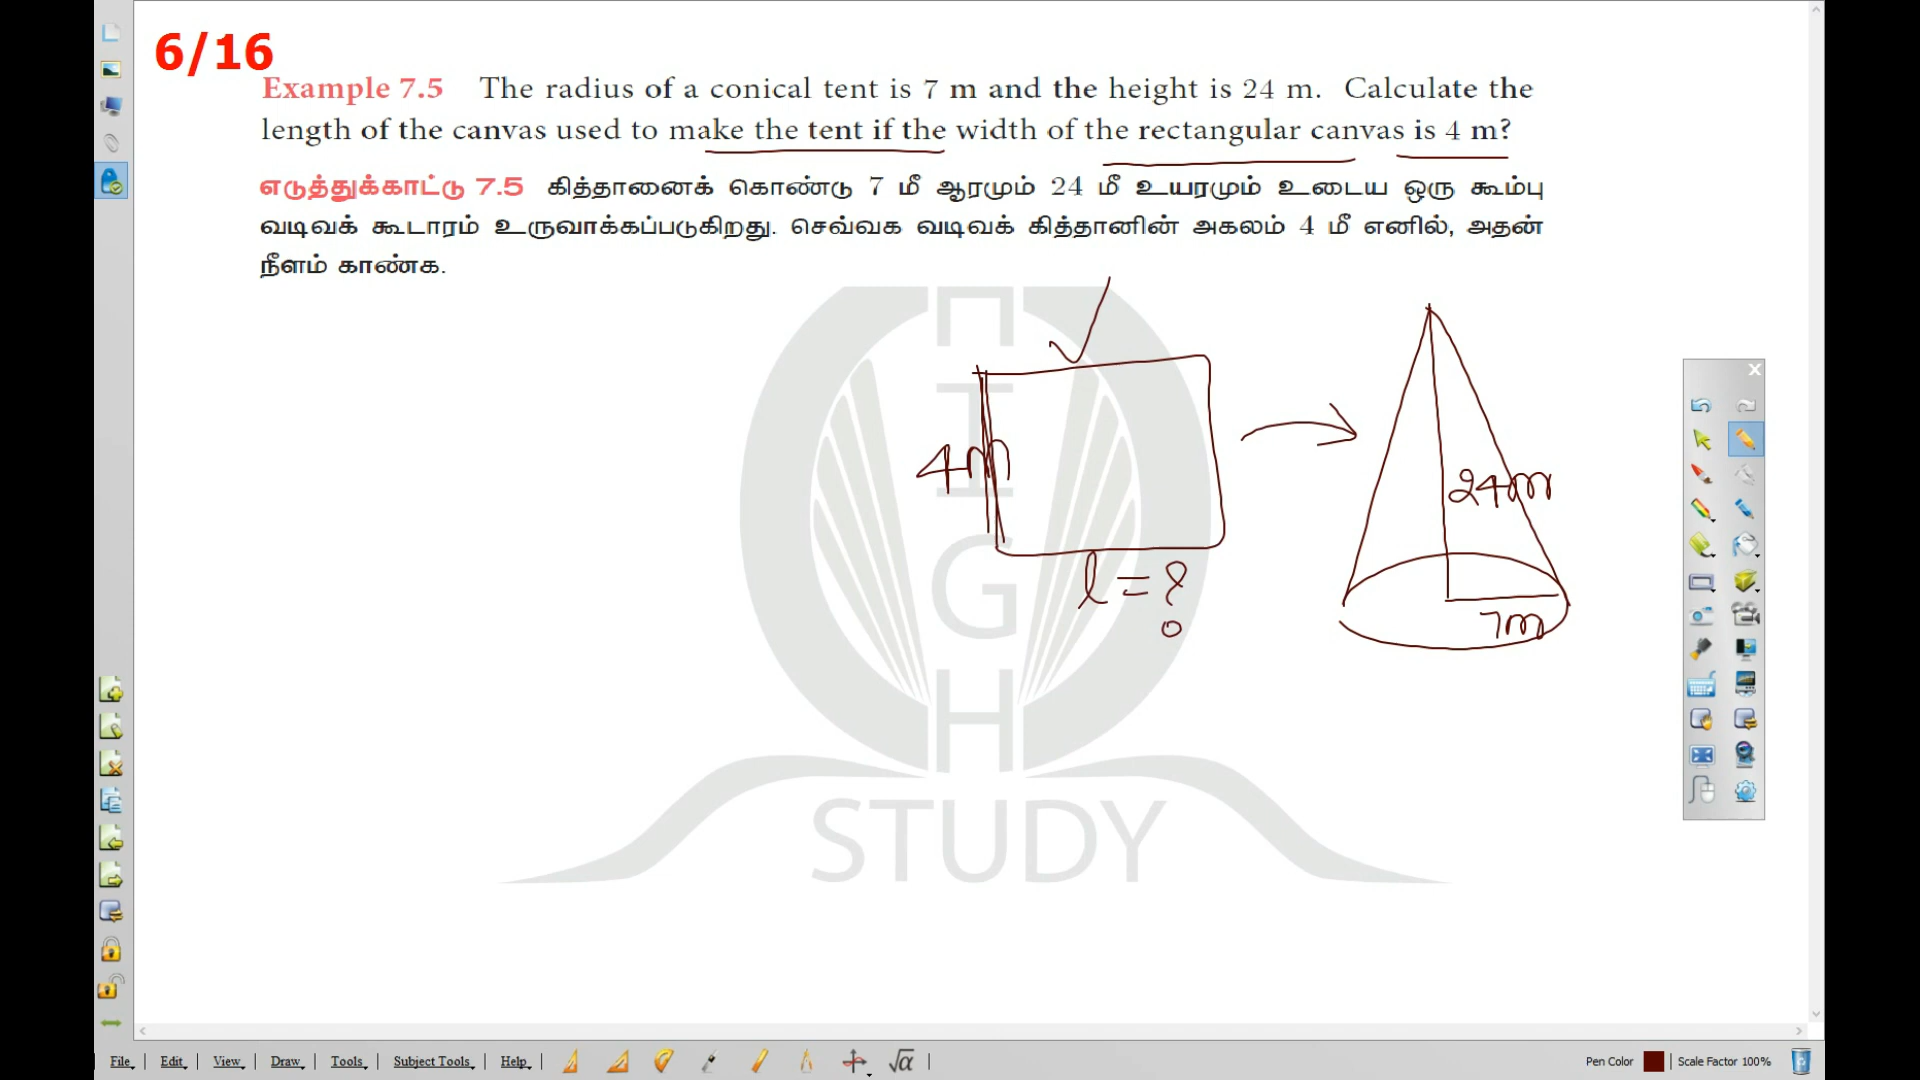 6/16
Example 7.5 The radius of a conical tent is 7 m and the height is 24 m. Calculate the
length of the canvas used to make the tent if the width of the rectangular canvas is 4 m?
எடுத்துக்காட்டு 7.5 கித்தானைக் கொண்டு 7 மீ ஆரமும் 24 மீ உயரமும் உடைய ஒரு கூம்பு
வடிவக் கூடாரம் உருவாக்கப்படுகிறது. செவ்வக வடிவக் கித்தானின் அகலம் 4 மீ எனில், அதன்
நீளம் காண்க.
4m
24m
l = ?
7m
HIGH
STUDY
File Edit View Draw Tools Subject Tools Help
Pen Color Scale Factor 100%